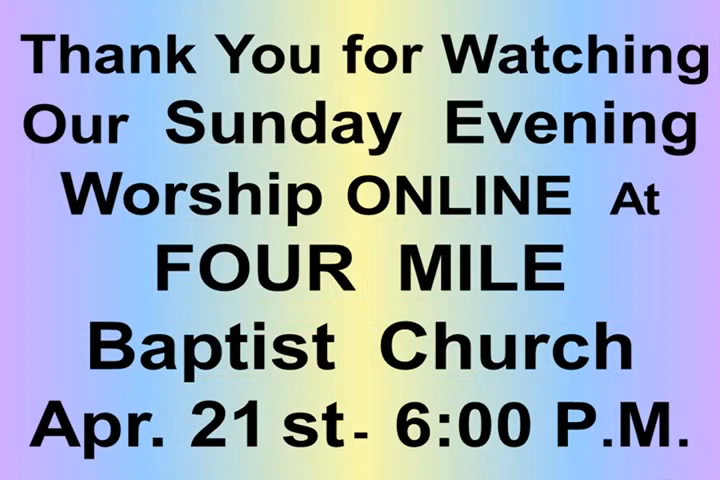 Thank You for Watching
Our Sunday Evening
Worship ONLINE At
FOUR MILE
Baptist Church
Apr. 21 st - 6:00 P.M.